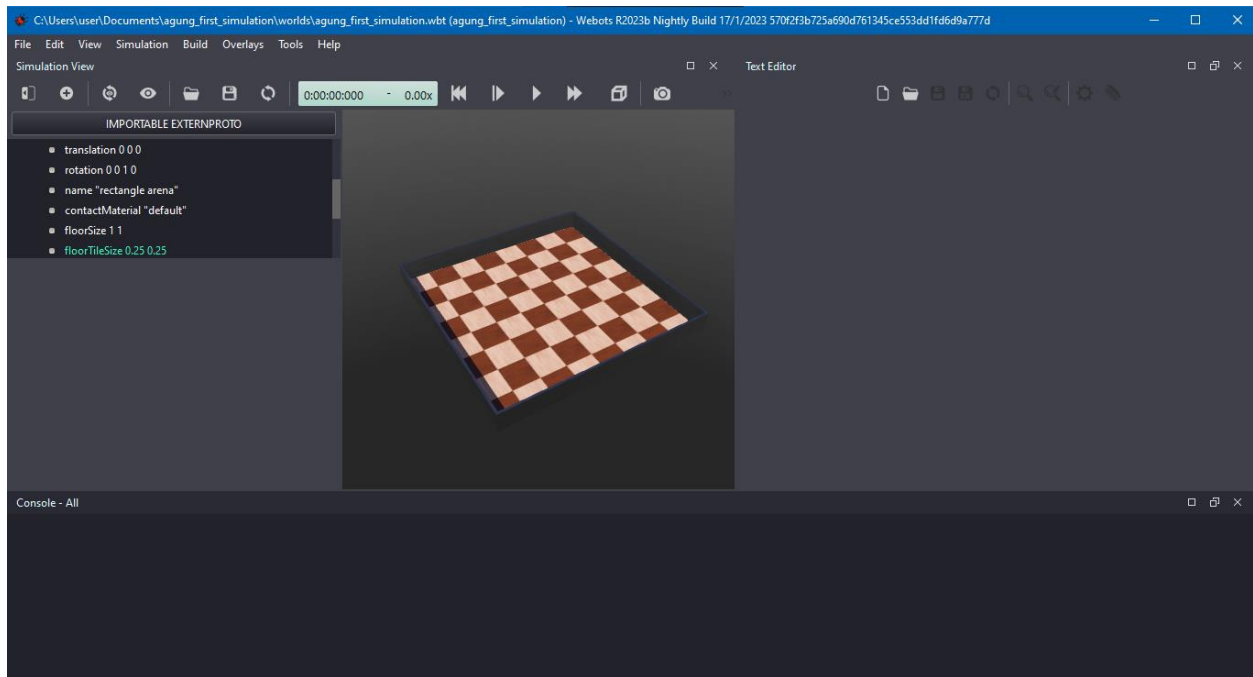 C:\Users\user\Documents\agung_first_simulation\worlds\agung_first_simulation.wbt (agung_first_simulation) - Webots R2023b Nightly Build 17/1/2023 570f2f3b725a690d761345ce553dd1fd6d9a777d
File Edit View Simulation Build Overlays Tools Help
Simulation View
Text Editor
0:00:00:000 - 0.00x
IMPORTABLE EXTERNPROTO
translation 0 0 0
rotation 0 0 1 0
name "rectangle arena"
contactMaterial "default"
floorSize 1 1
floorTileSize 0.25 0.25
Console - All